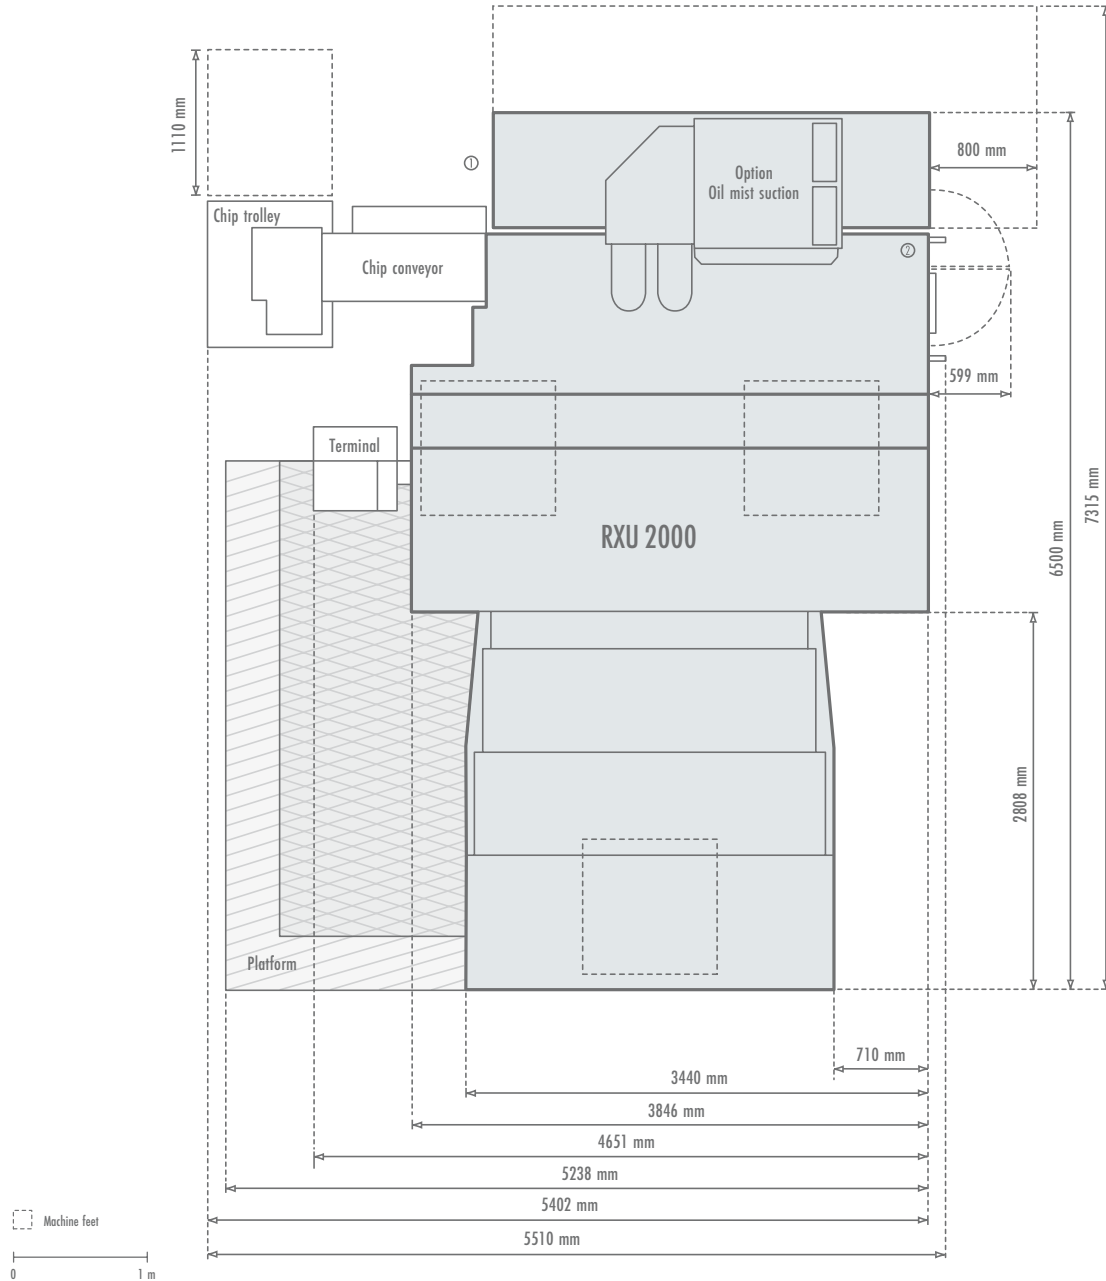 1110 mm
①
Option
Oil mist suction
800 mm
Chip trolley
Chip conveyor
②
599 mm
Terminal
RXU 2000
6500 mm
7315 mm
2808 mm
Platform
710 mm
3440 mm
3846 mm
4651 mm
5238 mm
5402 mm
5510 mm
Machine feet
0 1 m